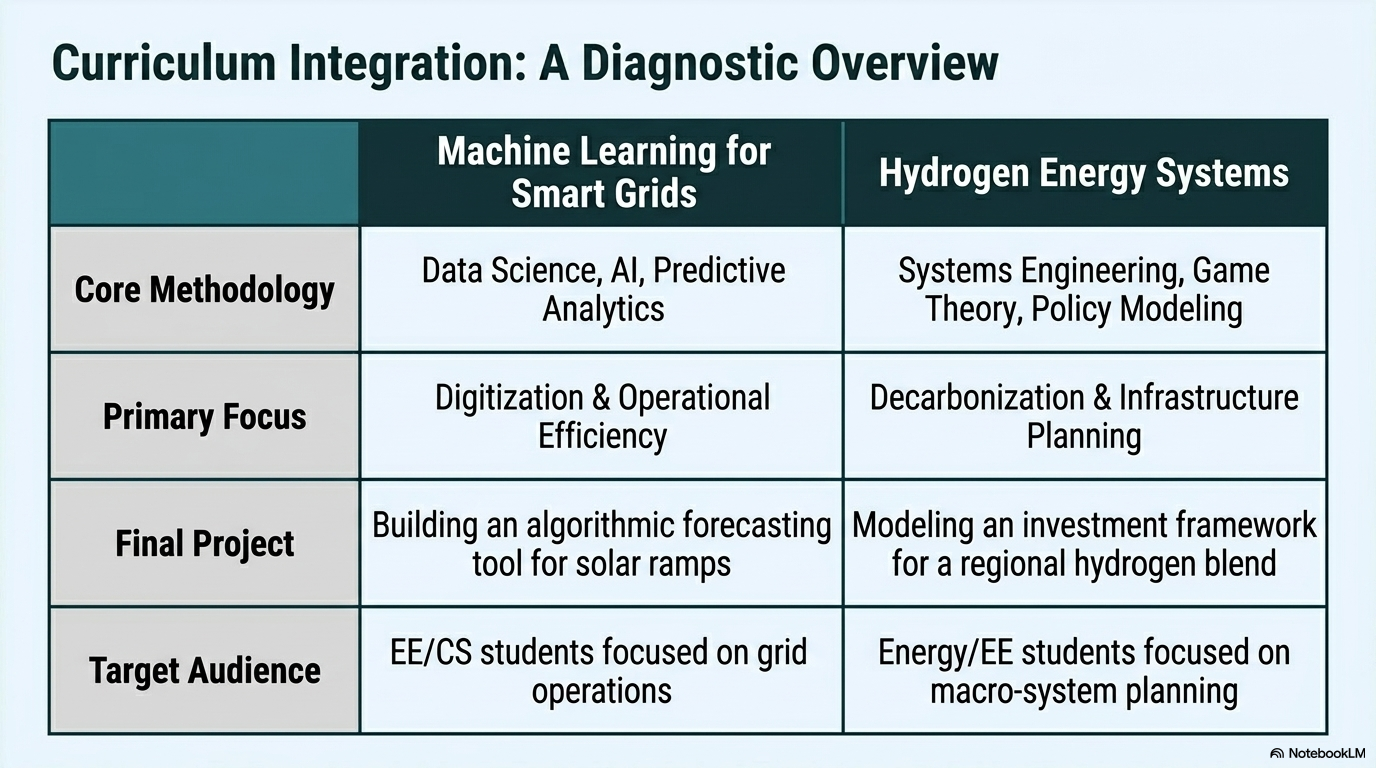 Curriculum Integration: A Diagnostic Overview
Machine Learning for
Smart Grids
Hydrogen Energy Systems
Core Methodology
Data Science, AI, Predictive
Analytics
Systems Engineering, Game
Theory, Policy Modeling
Primary Focus
Digitization & Operational
Efficiency
Decarbonization & Infrastructure
Planning
Final Project
Building an algorithmic forecasting
tool for solar ramps
Modeling an investment framework
for a regional hydrogen blend
Target Audience
EE/CS students focused on grid
operations
Energy/EE students focused on
macro-system planning
NotebookLM